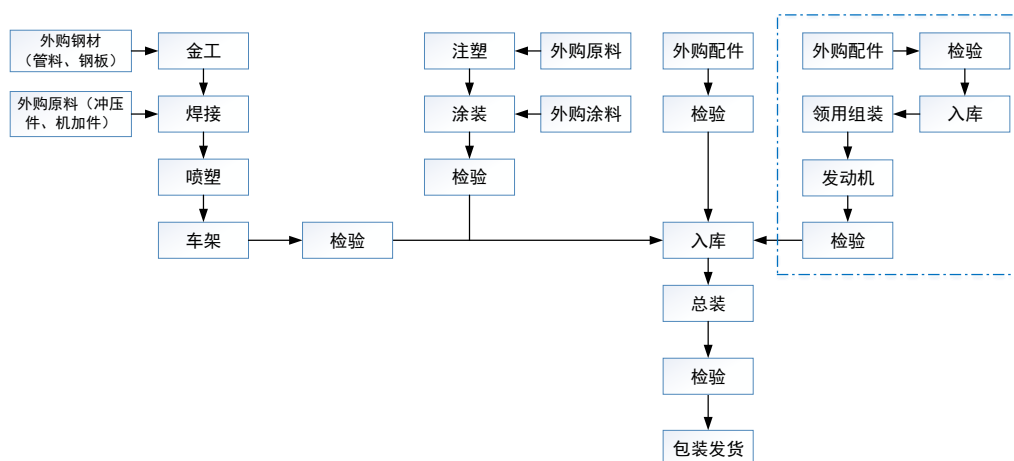 外购钢材
（管料、钢板）
金工
注塑
外购原料
外购配件
外购配件
检验
外购原料（冲压
件、机加件）
焊接
涂装
外购涂料
检验
领用组装
入库
喷塑
检验
发动机
车架
检验
入库
检验
总装
检验
包装发货